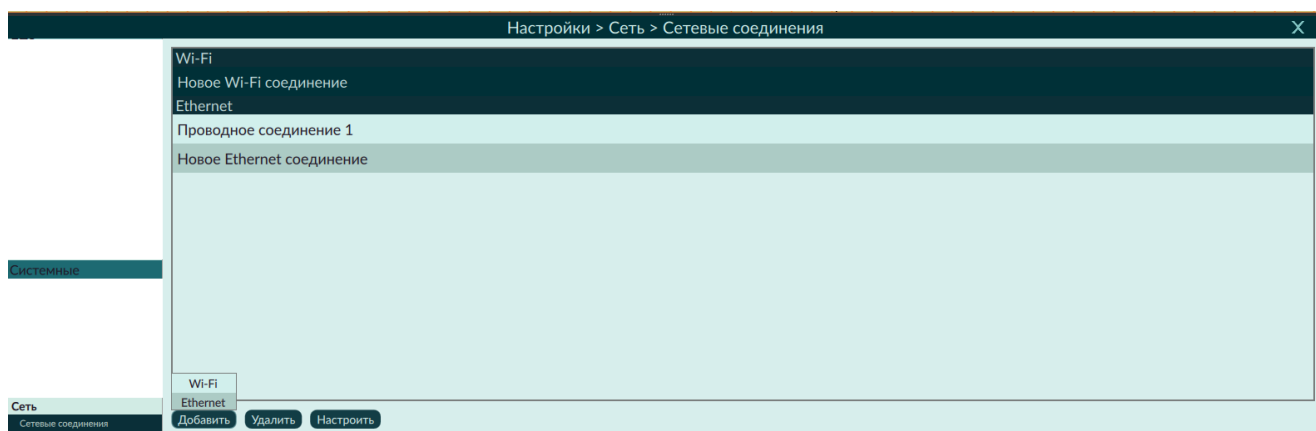 Настройки > Сеть > Сетевые соединения X
Wi-Fi
Новое Wi-Fi соединение
Ethernet
Проводное соединение 1
Новое Ethernet соединение
Системные
Wi-Fi
Ethernet
Сеть
Сетевые соединения
Добавить Удалить Настроить